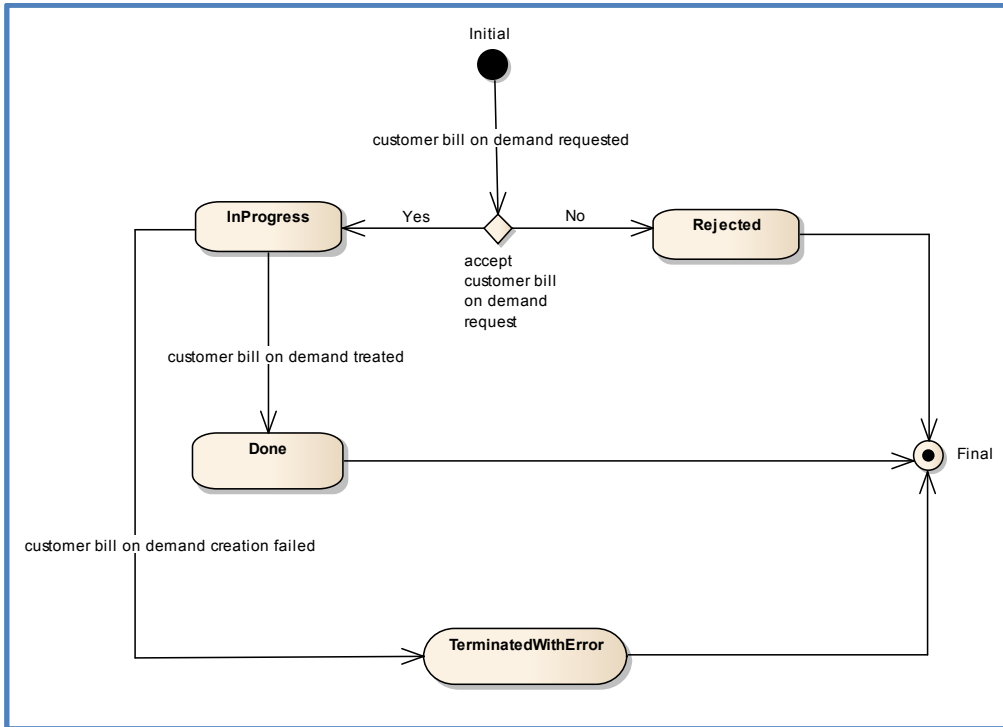 Initial
customer bill on demand requested
InProgress
Yes
No
Rejected
accept
customer bill
on demand
request
customer bill on demand treated
Done
Final
customer bill on demand creation failed
TerminatedWithError